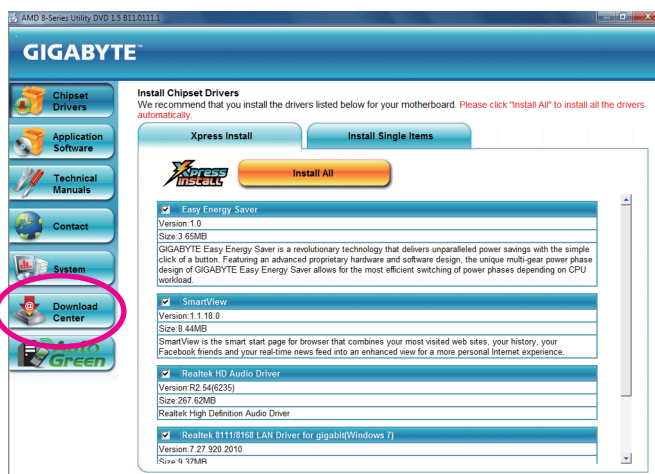 AMD 8-Series Utility DVD 1.5 B11.0111.1
GIGABYTE™
Chipset
Drivers
Application
Software
Technical
Manuals
Contact
System
Download
Center
Auto
Green
Install Chipset Drivers
We recommend that you install the drivers listed below for your motherboard. Please click "Install All" to install all the drivers
automatically.
Xpress Install
Install Single Items
Xpress
Install
Install All
Easy Energy Saver
Version:1.0
Size:3.65MB
GIGABYTE Easy Energy Saver is a revolutionary technology that delivers unparalleled power savings with the simple
click of a button. Featuring an advanced proprietary hardware and software design, the unique multi-gear power phase
design of GIGABYTE Easy Energy Saver allows for the most efficient switching of power phases depending on CPU
workload.
SmartView
Version:1.1.18.0
Size:8.44MB
SmartView is the smart start page for browser that combines your most visited web sites, your history, your
Facebook friends and your real-time news feed into an enhanced view for a more personal Internet experience.
Realtek HD Audio Driver
Version:R2.54(6235)
Size:267.62MB
Realtek High Definition Audio Driver
Realtek 8111/8168 LAN Driver for gigabit(Windows 7)
Version:7.27.920.2010
Size:9.37MB